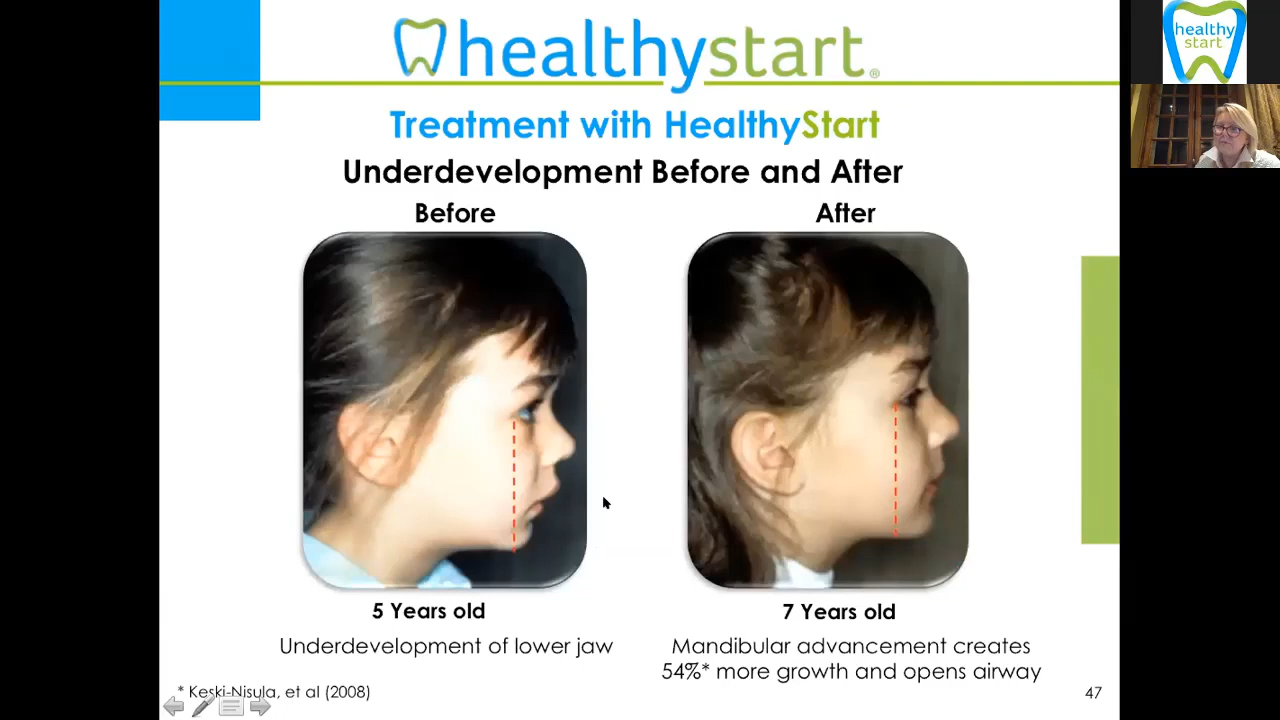 healthystart®
Treatment with HealthyStart
Underdevelopment Before and After
Before
After
5 Years old
7 Years old
Underdevelopment of lower jaw
Mandibular advancement creates
54%* more growth and opens airway
* Keski-Nisula, et al (2008)
47
healthy
start